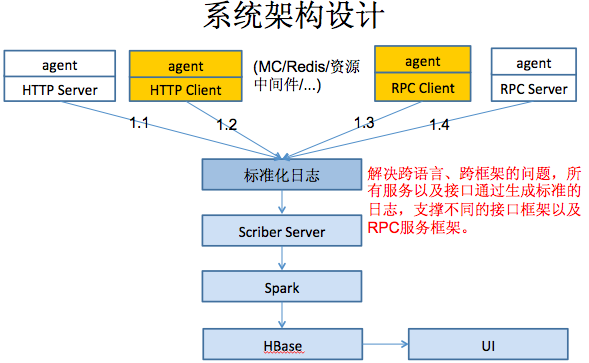 系统架构设计
agent
HTTP Server
agent
HTTP Client
(MC/Redis/资源
中间件/...)
agent
RPC Client
agent
RPC Server
1.1
1.2
1.3
1.4
标准化日志
解决跨语言、跨框架的问题，所
有服务以及接口通过生成标准的
日志，支撑不同的接口框架以及
RPC服务框架。
Scriber Server
Spark
HBase
UI